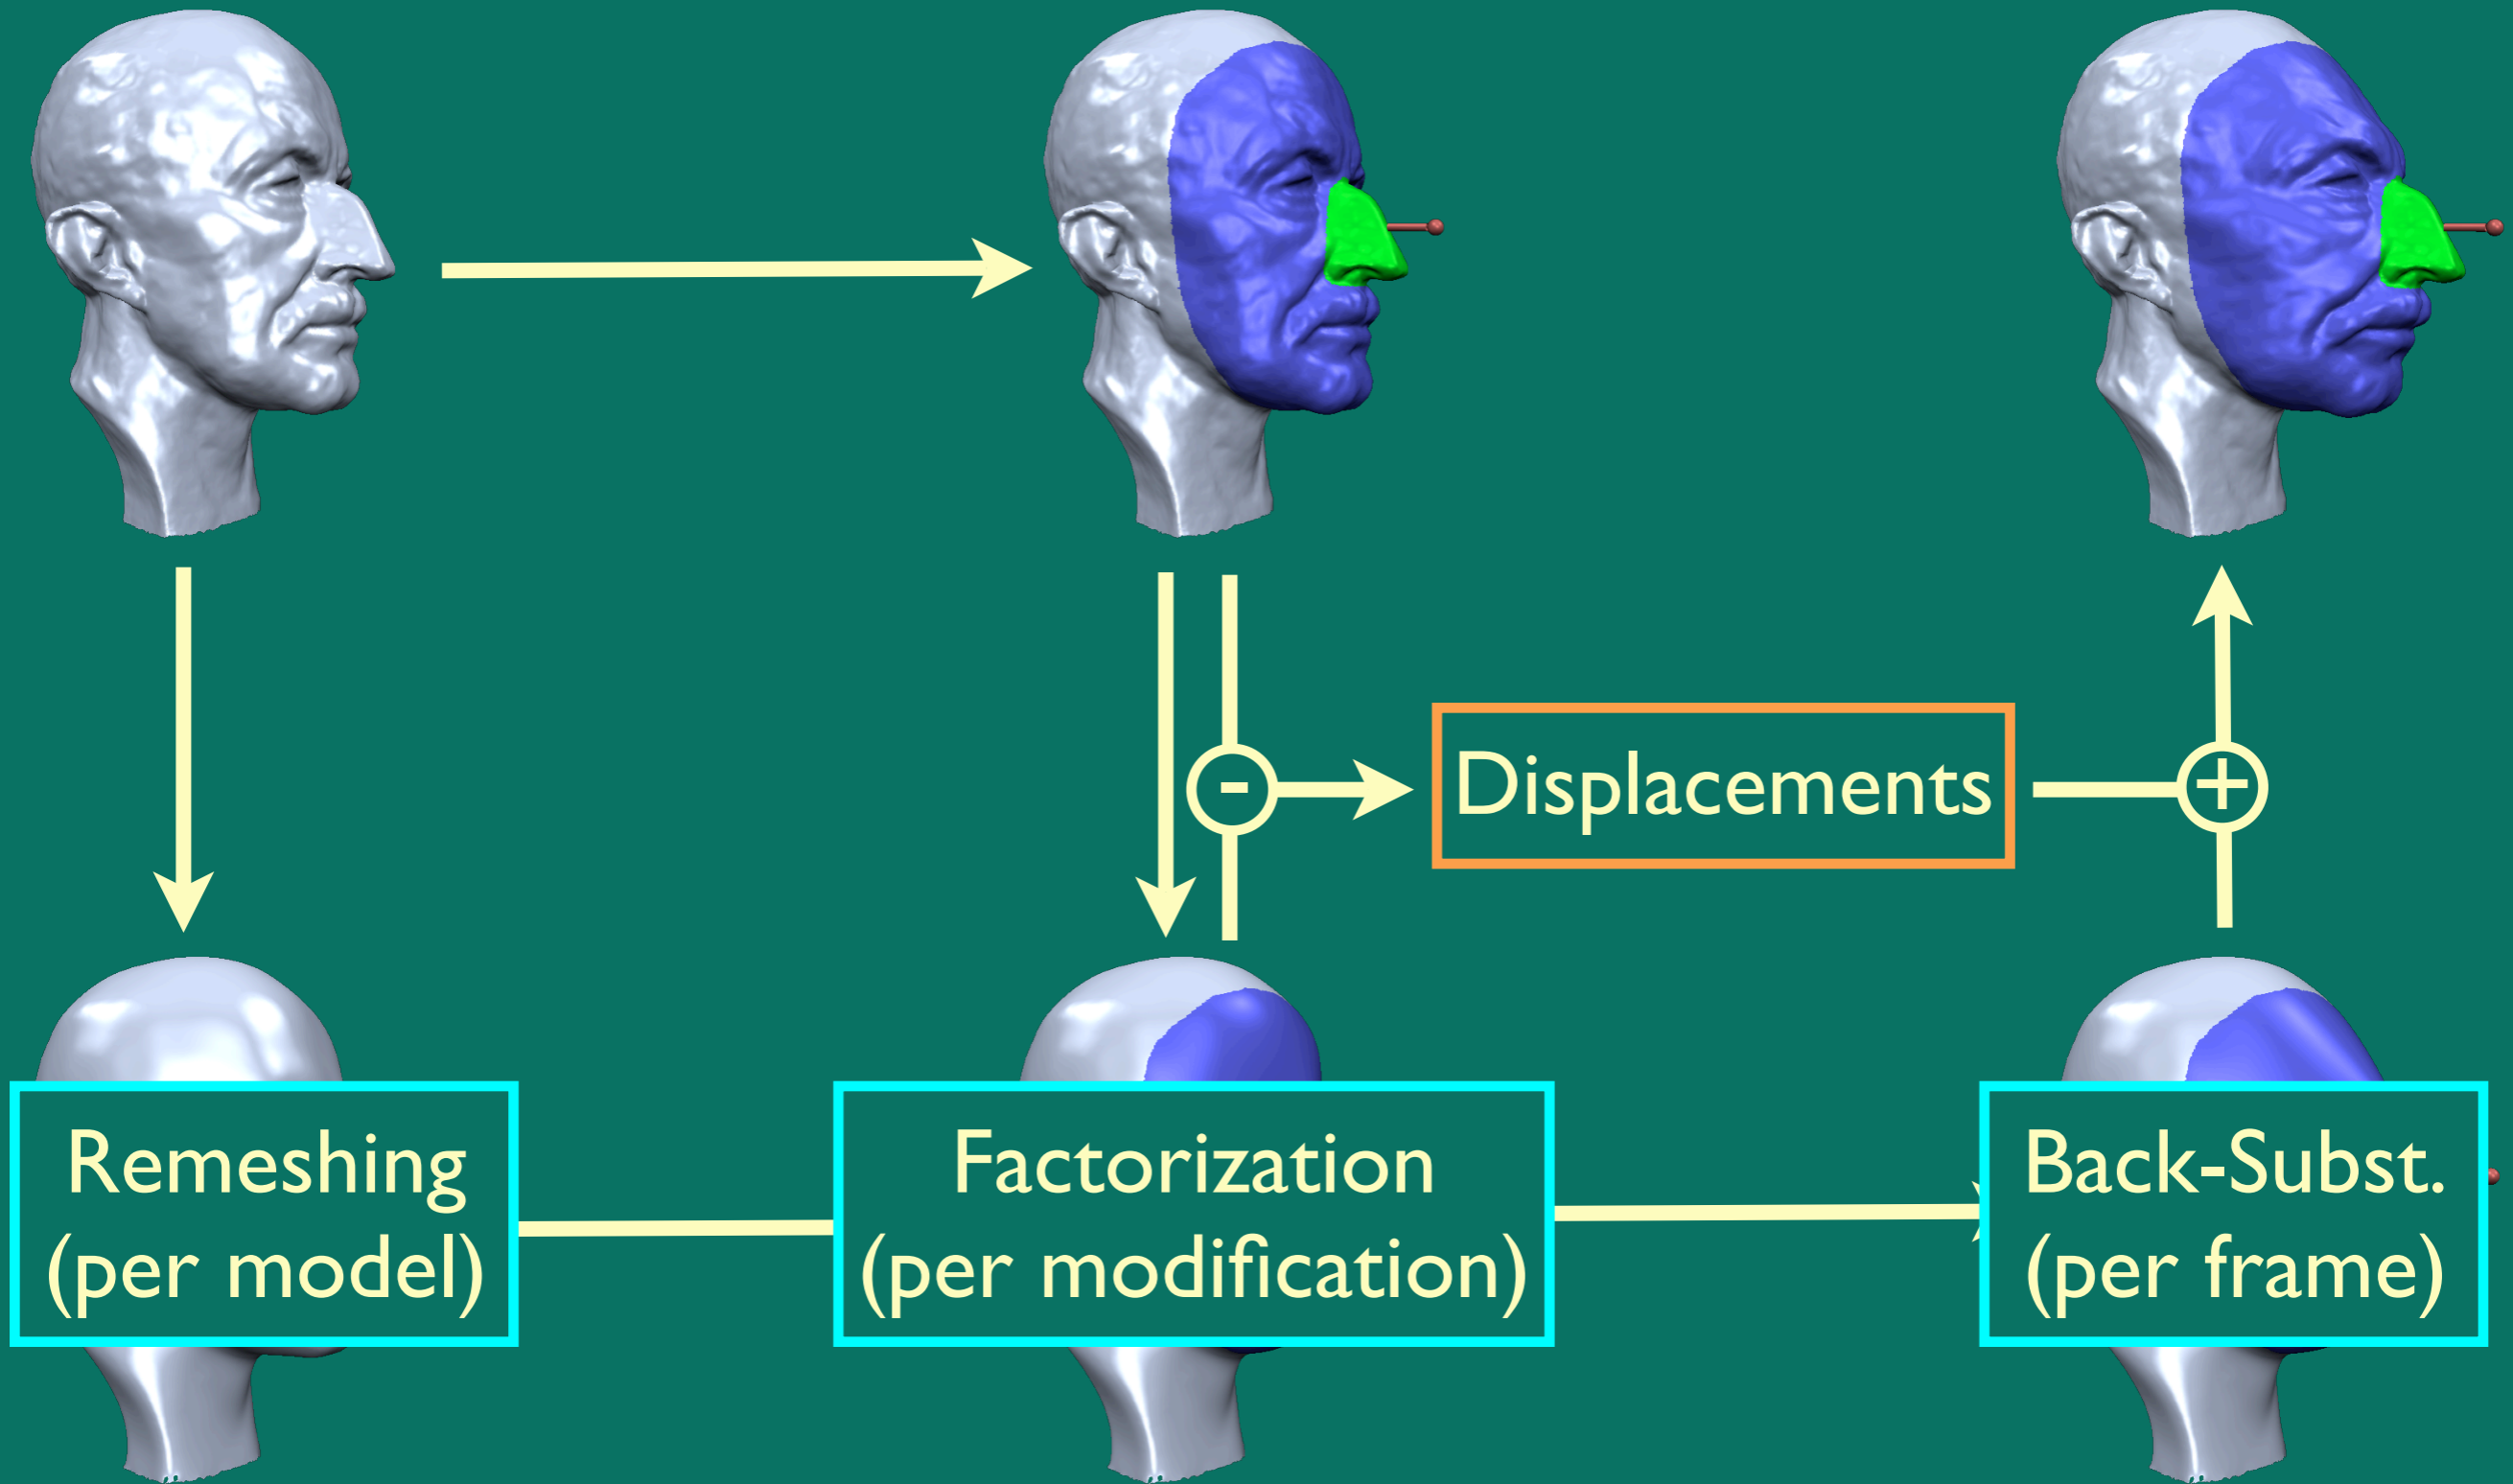 -
Displacements
+
Remeshing
(per model)
Factorization
(per modification)
Back-Subst.
(per frame)